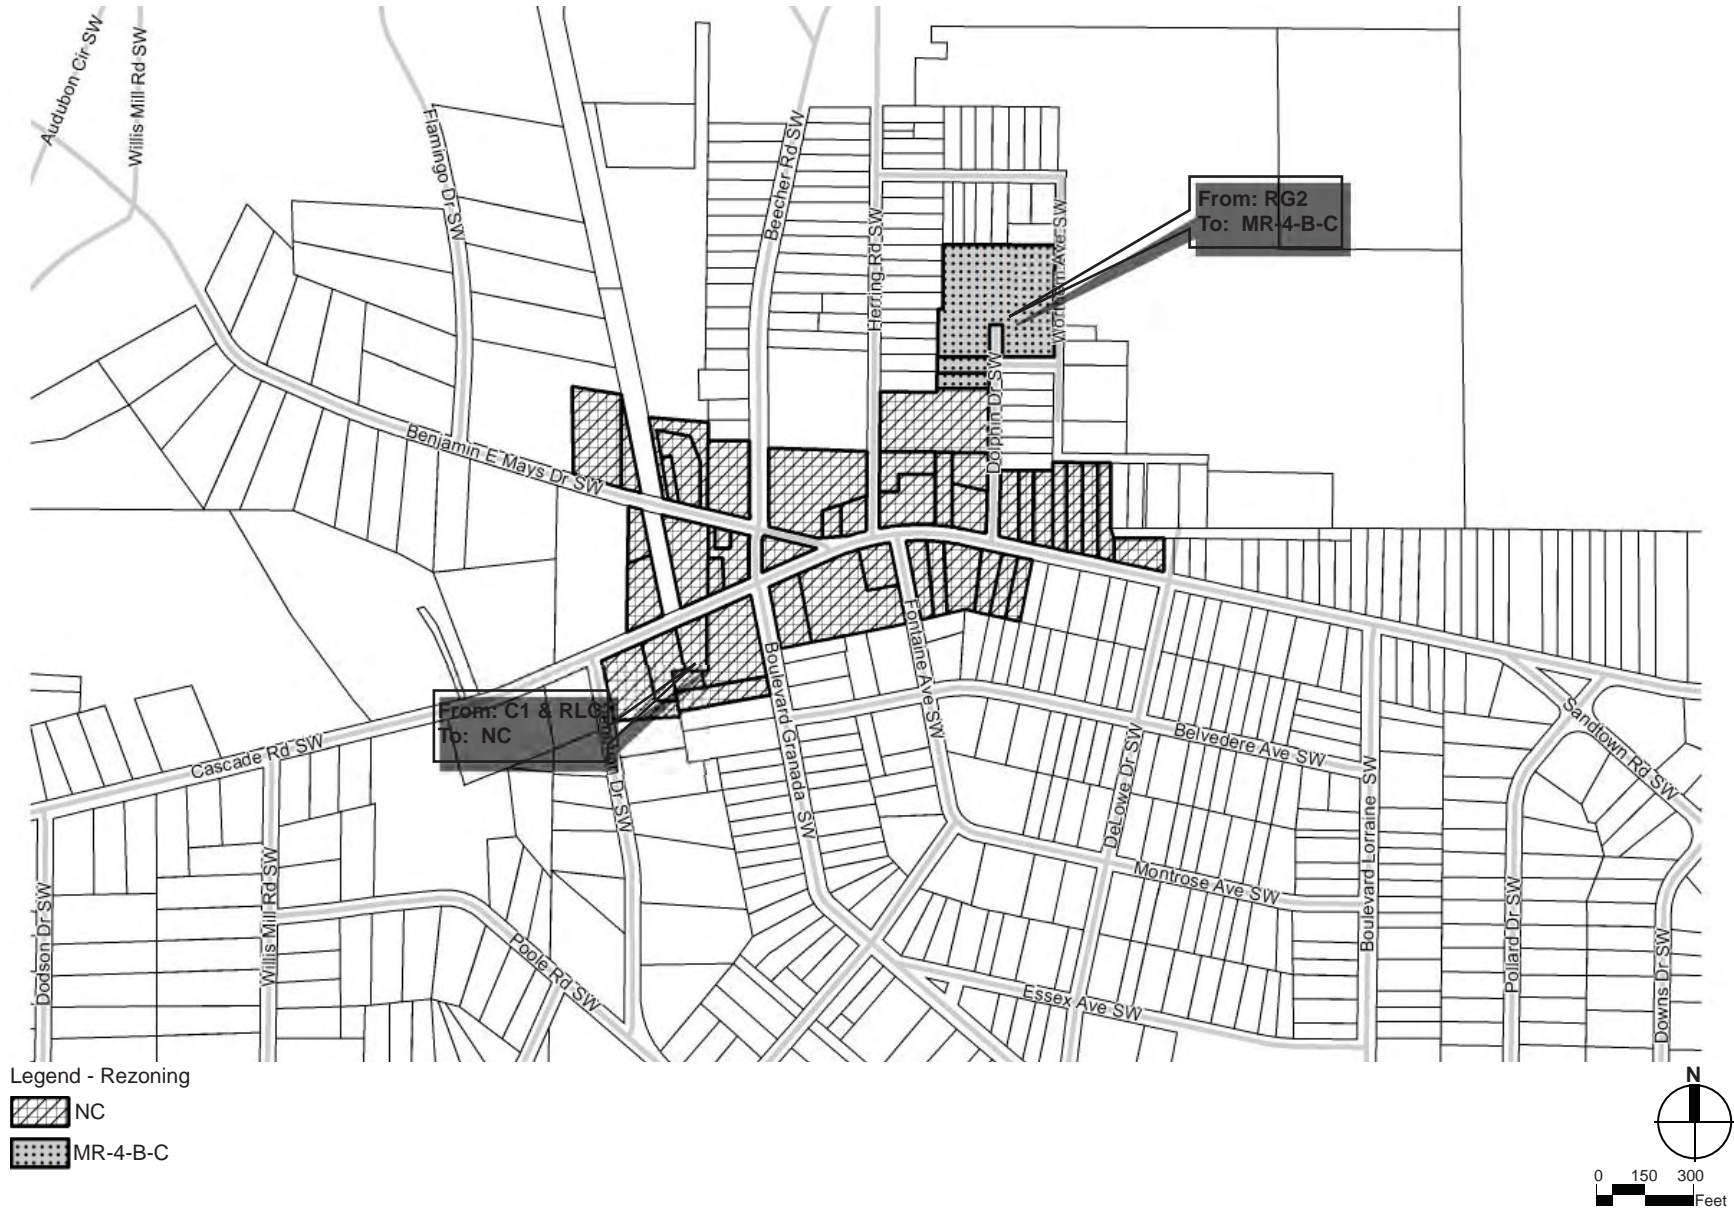 Audubon Cir SW
Willis Mill Rd SW
Flamingo Dr SW
Beecher Rd SW
Herring Rd SW
From: RG2
To: MR-4-B-C
Dolphin Dr SW
Benjamin E Mays Dr SW
Fontaine Ave SW
Boulevard Granada SW
From: C1 & RLC
To: NC
Dr SW
Cascade Rd SW
Belvedere Ave SW
DeLowe Dr SW
Sandtown Rd SW
Boulevard Lorraine SW
Montrose Ave SW
Willis Mill Rd SW
Dodson Dr SW
Poole Rd SW
Essex Ave SW
Pollard Dr SW
Downs Dr SW
Legend - Rezoning
NC
MR-4-B-C
N
0 150 300
Feet